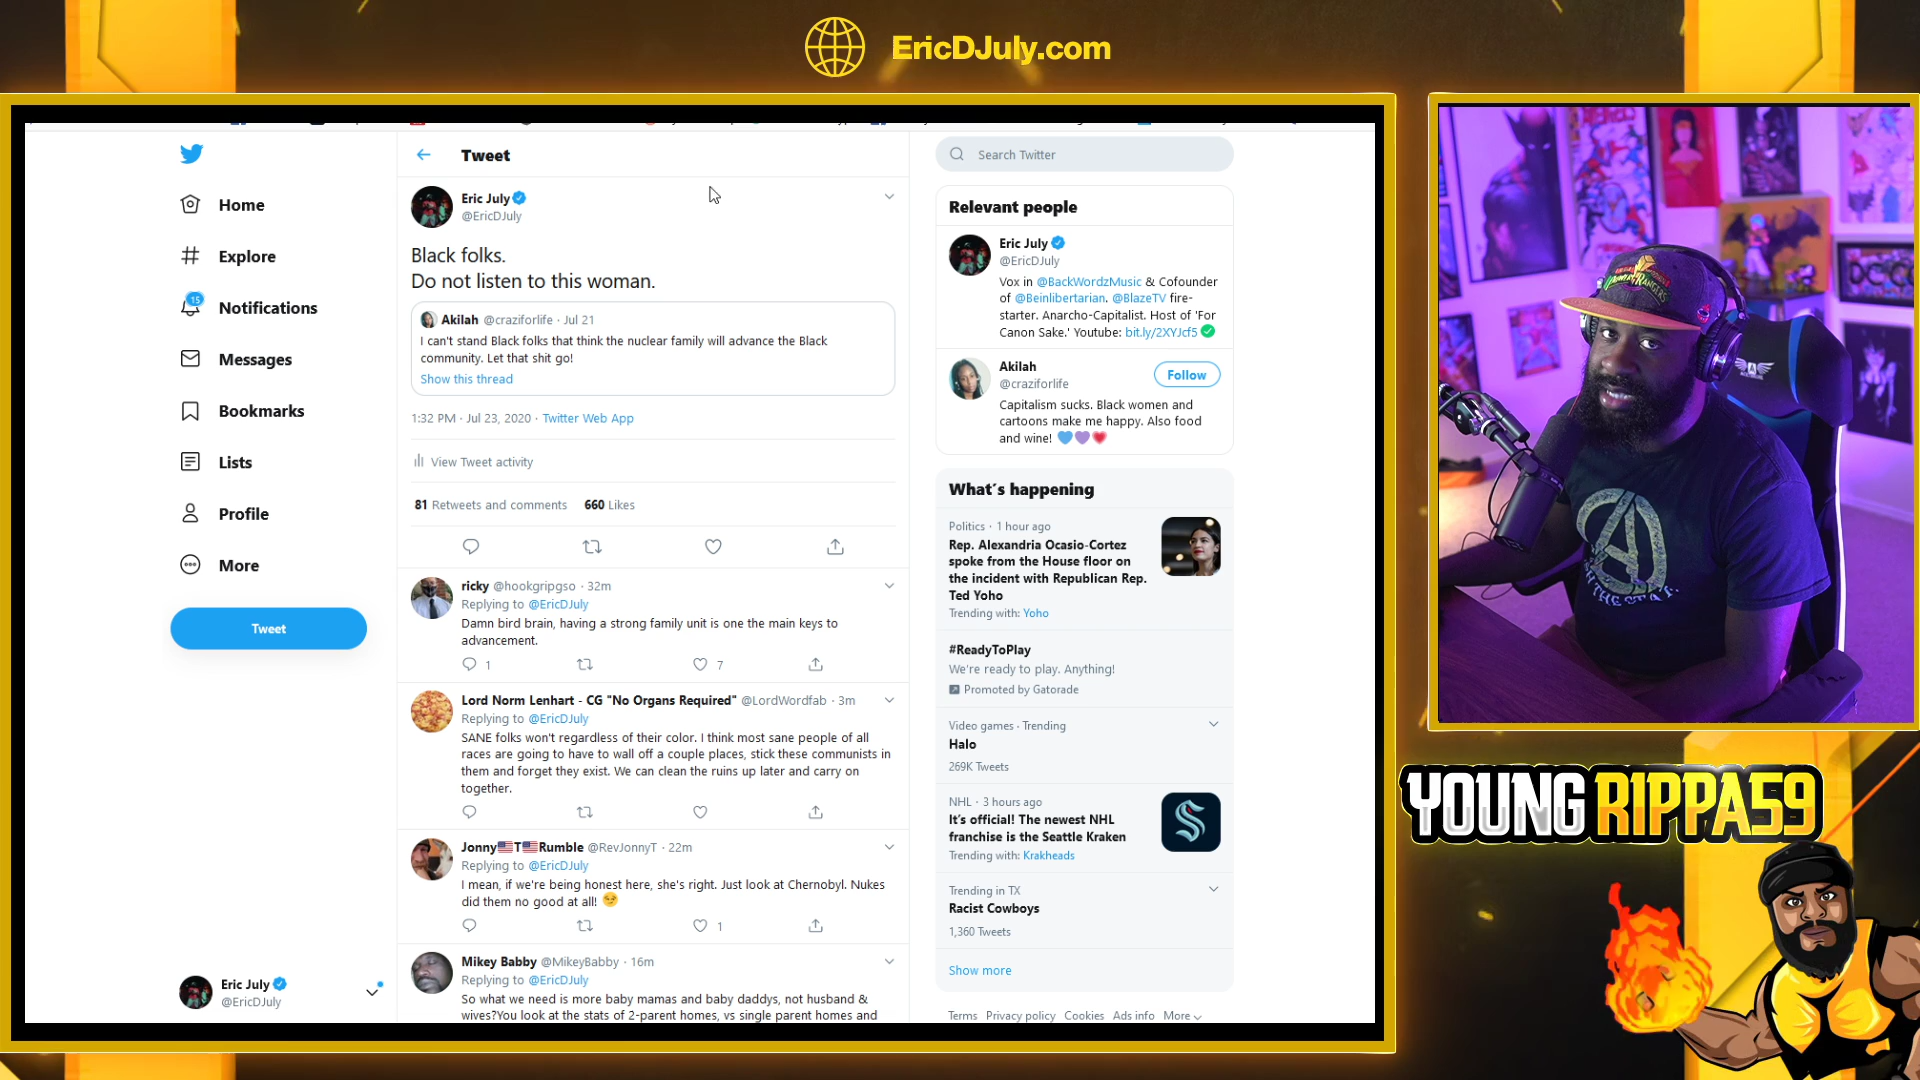 EricDJuly.com
Tweet
Search Twitter
Home
Explore
15
Notifications
Messages
Bookmarks
Lists
Profile
More
Tweet
Eric July
@EricDJuly
Eric July
@EricDJuly
Black folks.
Do not listen to this woman.
Akilah @craziforlife · Jul 21
I can't stand Black folks that think the nuclear family will advance the Black
community. Let that shit go!
Show this thread
1:32 PM · Jul 23, 2020 · Twitter Web App
View Tweet activity
81 Retweets and comments 660 Likes
ricky @hookgripgso · 32m
Replying to @EricDJuly
Damn bird brain, having a strong family unit is one the main keys to
advancement.
1 7
Lord Norm Lenhart - CG "No Organs Required" @LordWordfab · 3m
Replying to @EricDJuly
SANE folks won't regardless of their color. I think most sane people of all
races are going to have to wall off a couple places, stick these communists in
them and forget they exist. We can clean the ruins up later and carry on
together.
Jonny T Rumble @RevJonnyT · 22m
Replying to @EricDJuly
I mean, if we're being honest here, she's right. Just look at Chernobyl. Nukes
did them no good at all!
1
Mikey Babby @MikeyBabby · 16m
Replying to @EricDJuly
So what we need is more baby mamas and baby daddys, not husband &
wives?You look at the stats of 2-parent homes, vs single parent homes and
Relevant people
Eric July
@EricDJuly
Vox in @BackWordzMusic & Cofounder
of @Beinlibertarian. @BlazeTV fire-
starter. Anarcho-Capitalist. Host of 'For
Canon Sake.' Youtube: bit.ly/2XYJcf5
Akilah
@craziforlife
Follow
Capitalism sucks. Black women and
cartoons make me happy. Also food
and wine!
What's happening
Politics · 1 hour ago
Rep. Alexandria Ocasio-Cortez
spoke from the House floor on
the incident with Republican Rep.
Ted Yoho
Trending with: Yoho
#ReadyToPlay
We're ready to play. Anything!
Promoted by Gatorade
Video games · Trending
Halo
269K Tweets
NHL · 3 hours ago
It's official! The newest NHL
franchise is the Seattle Kraken
Trending with: Krakheads
Trending in TX
Racist Cowboys
1,360 Tweets
Show more
Terms Privacy policy Cookies Ads info More
YOUNG RIPPA59